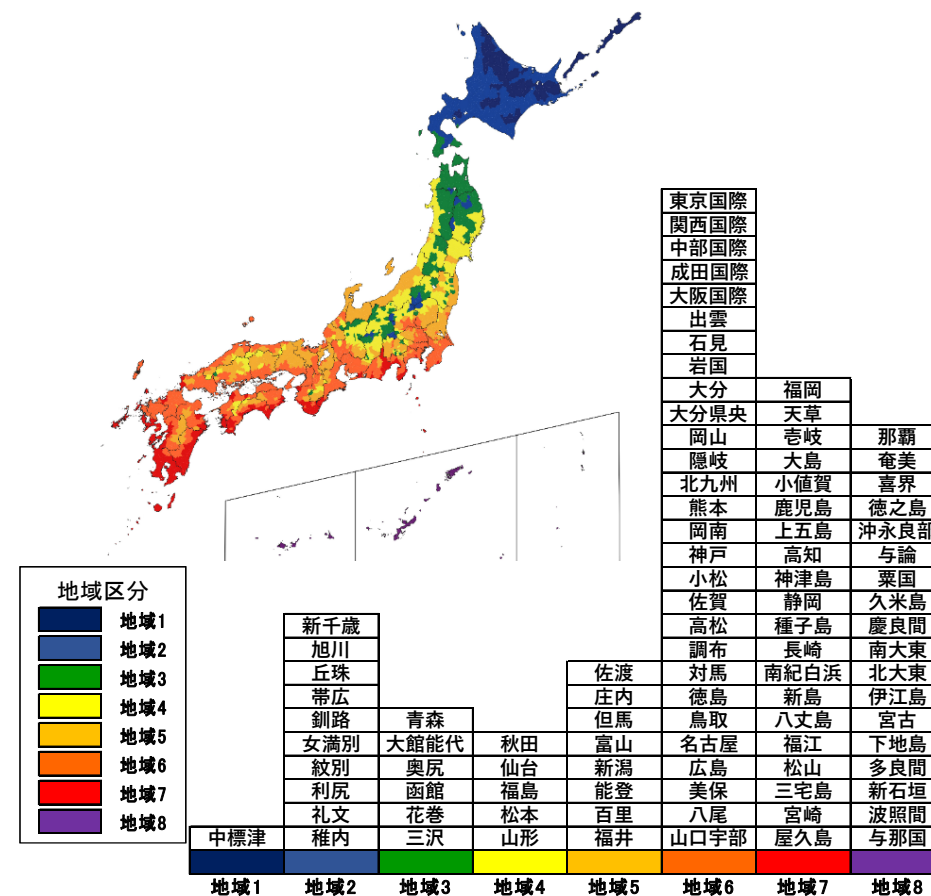 東京国際
関西国際
中部国際
成田国際
大阪国際
出雲
石見
岩国
大分 福岡
大分県央 天草
岡山 壱岐 那覇
隠岐 大島 奄美
北九州 小値賀 喜界
熊本 鹿児島 徳之島
岡南 上五島 沖永良部
神戸 高知 与論
地域区分
小松 神津島 粟国
地域1
佐賀 静岡 久米島
新千歳 高松 種子島 慶良間
地域2
旭川 調布 長崎 南大東
地域3
丘珠 佐渡 対馬 南紀白浜 北大東
帯広 庄内 徳島 新島 伊江島
地域4
釧路 青森 但馬 鳥取 八丈島 宮古
地域5
女満別 大館能代 秋田 富山 名古屋 福江 下地島
地域6
紋別 奥尻 仙台 新潟 広島 松山 多良間
地域7
利尻 函館 福島 能登 美保 三宅島 新石垣
礼文 花巻 松本 百里 八尾 宮崎 波照間
地域8
中標津 稚内 三沢 山形 福井 山口宇部 屋久島 与那国
地域1 地域2 地域3 地域4 地域5 地域6 地域7 地域8